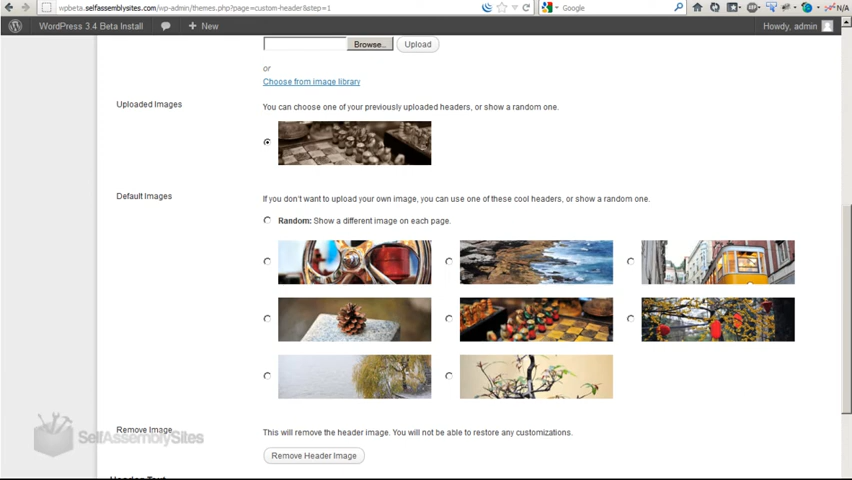 wpbeta.selfassemblysites.com/wp-admin/themes.php?page=custom-header&step=1
Google
N/A
WordPress 3.4 Beta Install
+ New
Howdy, admin
Browse...
Upload
or
Choose from image library
Uploaded Images
You can choose one of your previously uploaded headers, or show a random one.
Default Images
If you don't want to upload your own image, you can use one of these cool headers, or show a random one.
Random: Show a different image on each page.
Remove Image
This will remove the header image. You will not be able to restore any customizations.
SelfAssemblySites
Remove Header Image
Header Text